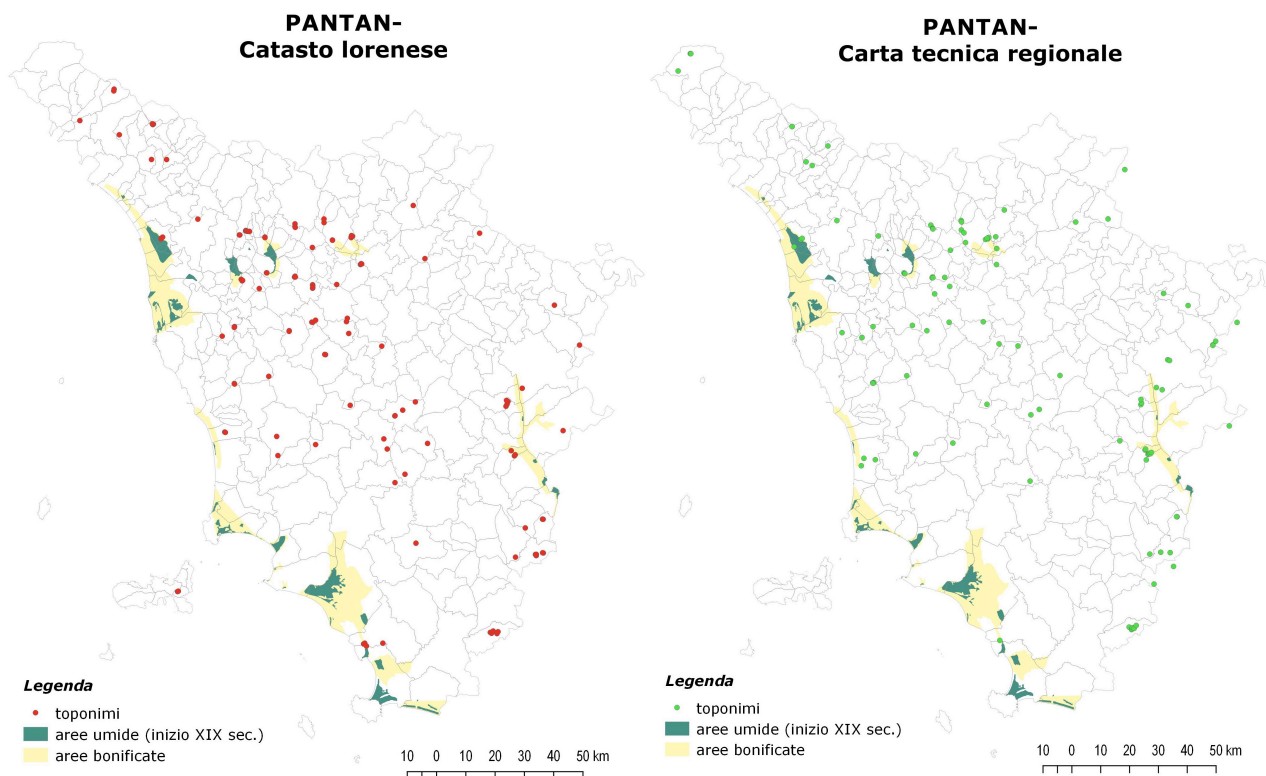 PANTAN-
Catasto lorenese
Legenda
toponimi
aree umide (inizio XIX sec.)
aree bonificate
10 0 10 20 30 40 50 km
PANTAN-
Carta tecnica regionale
Legenda
toponimi
aree umide (inizio XIX sec.)
aree bonificate
10 0 10 20 30 40 50 km